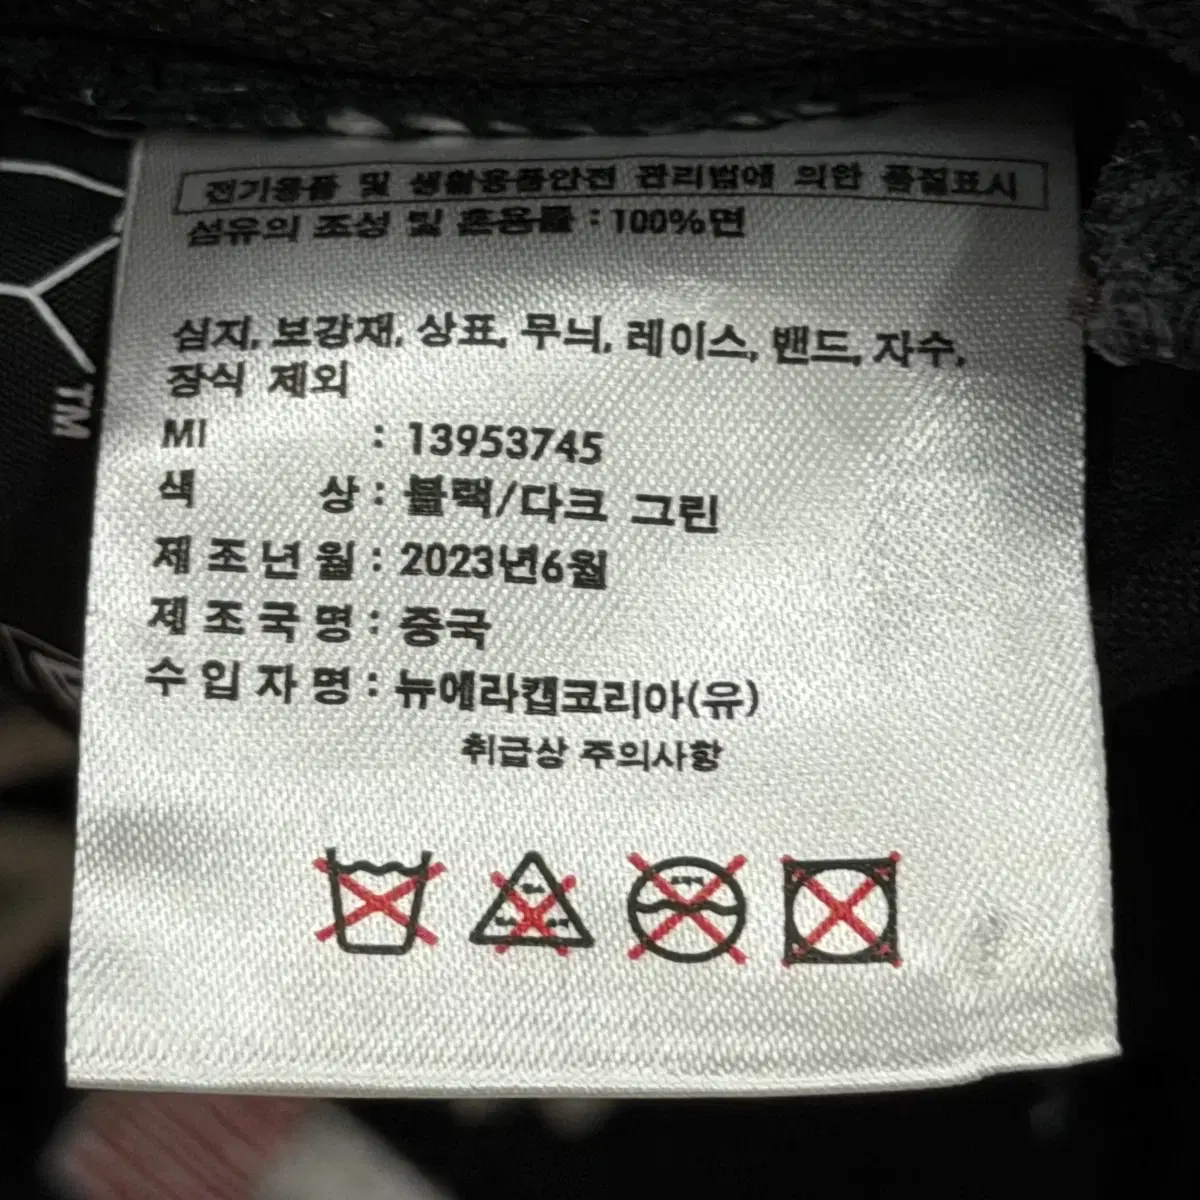 전기용품 및 생활용품안전 관리법에 의한 품질표시
섬유의 조성 및 혼용률 : 100%면
심지, 보강재, 상표, 무늬, 레이스, 밴드, 자수,
장식 제외
MI : 13953745
색 상 : 블랙/다크 그린
제 조 년 월 : 2023년6월
제 조 국 명 : 중국
수 입 자 명 : 뉴에라캡코리아(유)
취급상 주의사항
TM